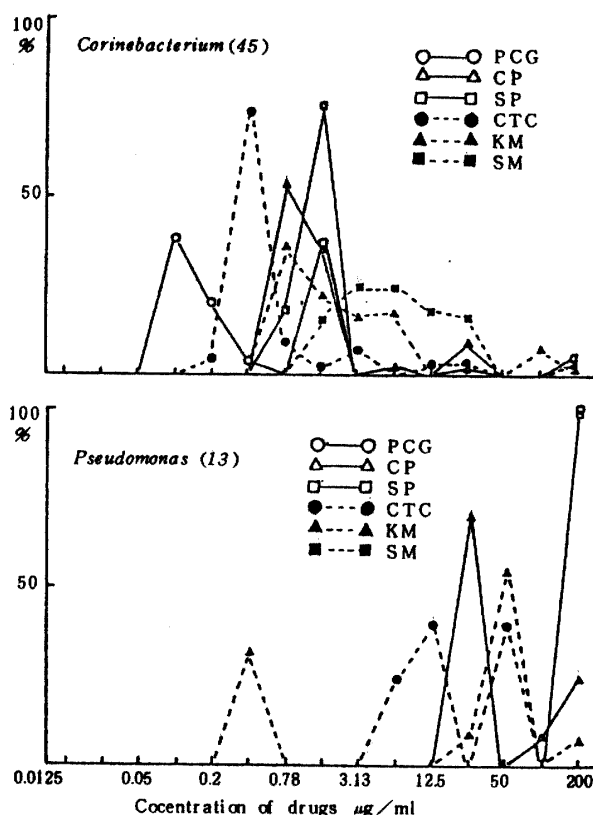 100
%
Corinebacterium (45)
PCG
CP
SP
CTC
KM
SM
50
100
%
Pseudomonas (13)
PCG
CP
SP
CTC
KM
SM
50
0
0.0125 0.05 0.2 0.78 3.13 12.5 50 200
Cocentration of drugs μg/ml